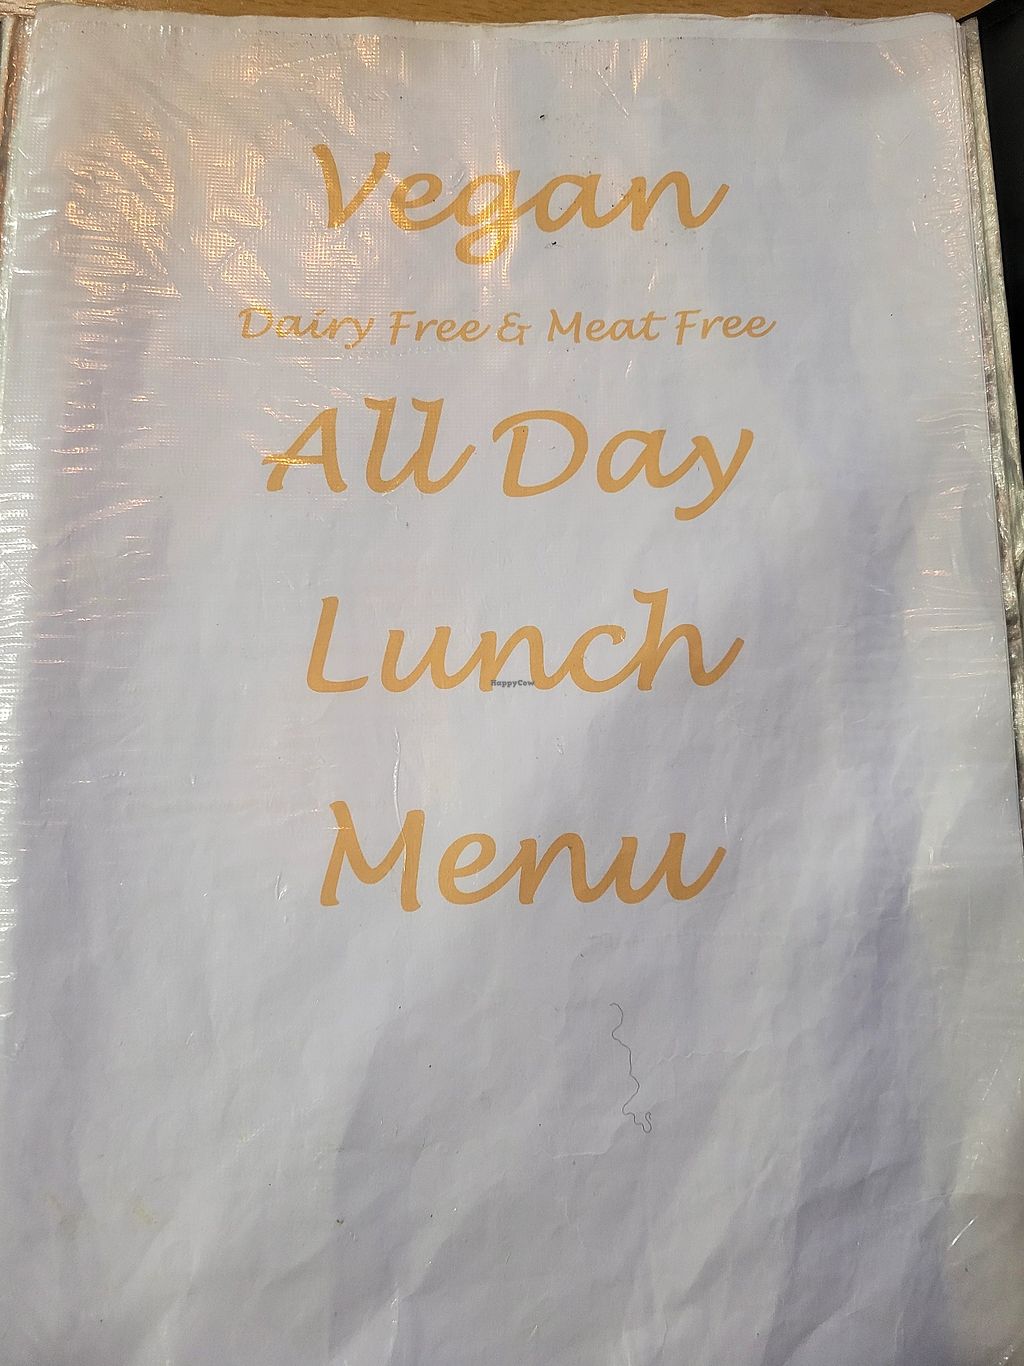 Vegan
Dairy Free & Meat Free
All Day
Lunch
HappyCow
Menu